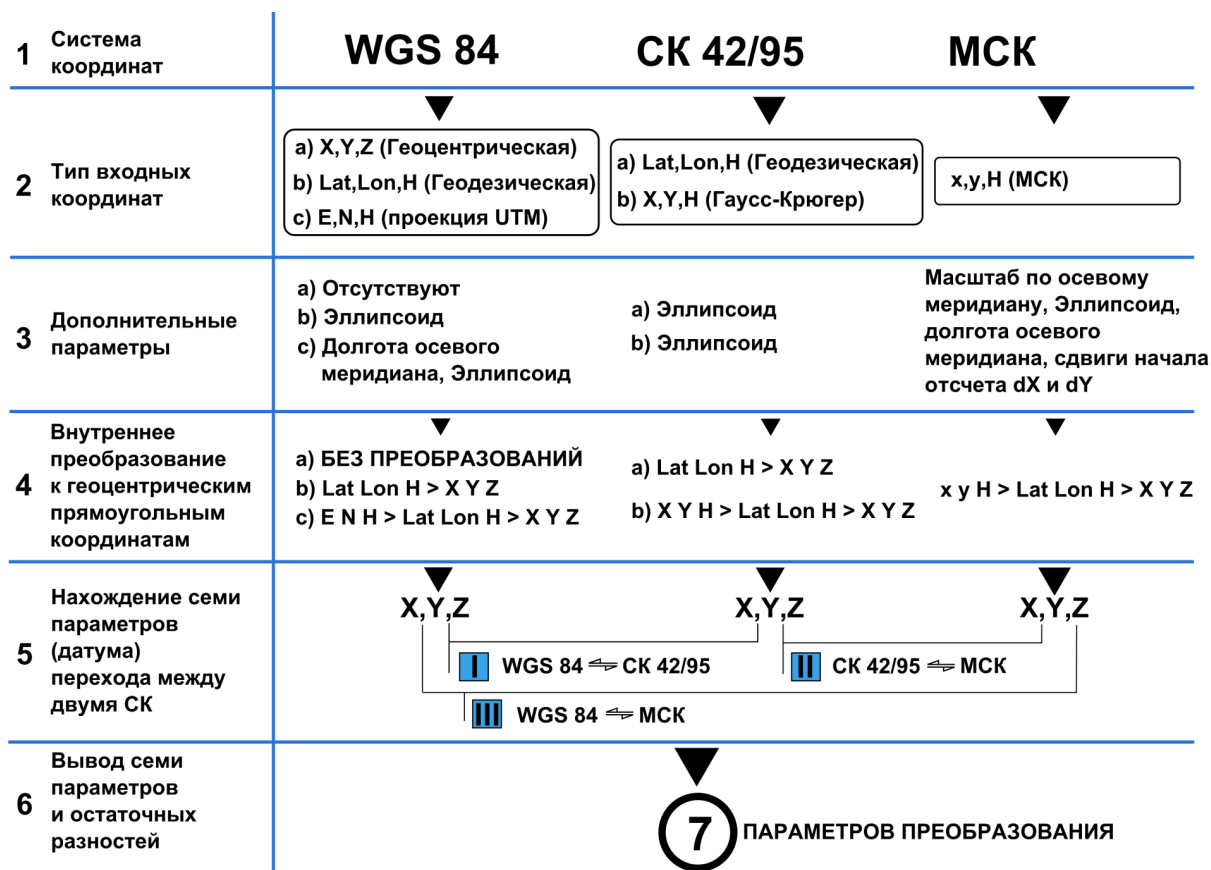 1 Система координат
WGS 84
СК 42/95
МСК
2 Тип входных координат
a) X,Y,Z (Геоцентрическая)
b) Lat,Lon,H (Геодезическая)
c) E,N,H (проекция UTM)
a) Lat,Lon,H (Геодезическая)
b) X,Y,H (Гаусс-Крюгер)
x,y,H (МСК)
3 Дополнительные параметры
a) Отсутствуют
b) Эллипсоид
c) Долгота осевого
меридиана, Эллипсоид
a) Эллипсоид
b) Эллипсоид
Масштаб по осевому
меридиану, Эллипсоид,
долгота осевого
меридиана, сдвиги начала
отсчета dX и dY
4 Внутреннее
преобразование
к геоцентрическим
прямоугольным
координатам
a) БЕЗ ПРЕОБРАЗОВАНИЙ
b) Lat Lon H > X Y Z
c) E N H > Lat Lon H > X Y Z
a) Lat Lon H > X Y Z
b) X Y H > Lat Lon H > X Y Z
x y H > Lat Lon H > X Y Z
5 Нахождение семи
параметров
(датума)
перехода между
двумя СК
X,Y,Z
X,Y,Z
X,Y,Z
I WGS 84 ⇌ СК 42/95
II СК 42/95 ⇌ МСК
III WGS 84 ⇌ МСК
6 Вывод семи
параметров
и остаточных
разностей
7 ПАРАМЕТРОВ ПРЕОБРАЗОВАНИЯ